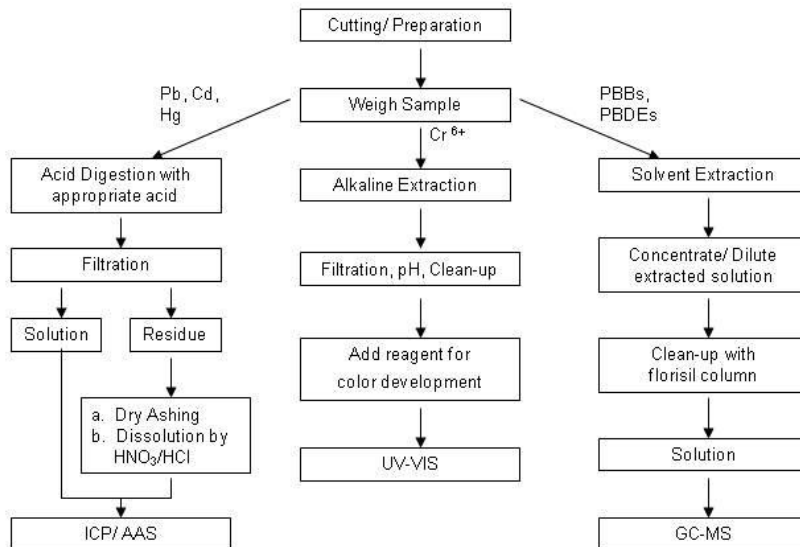 Cutting/ Preparation
Weigh Sample
Pb, Cd,
Hg
Cr ⁶⁺
PBBs,
PBDEs
Acid Digestion with
appropriate acid
Filtration
Solution
Residue
a. Dry Ashing
b. Dissolution by
HNO₃/HCl
ICP/ AAS
Alkaline Extraction
Filtration, pH, Clean-up
Add reagent for
color development
UV-VIS
Solvent Extraction
Concentrate/ Dilute
extracted solution
Clean-up with
florisil column
Solution
GC-MS